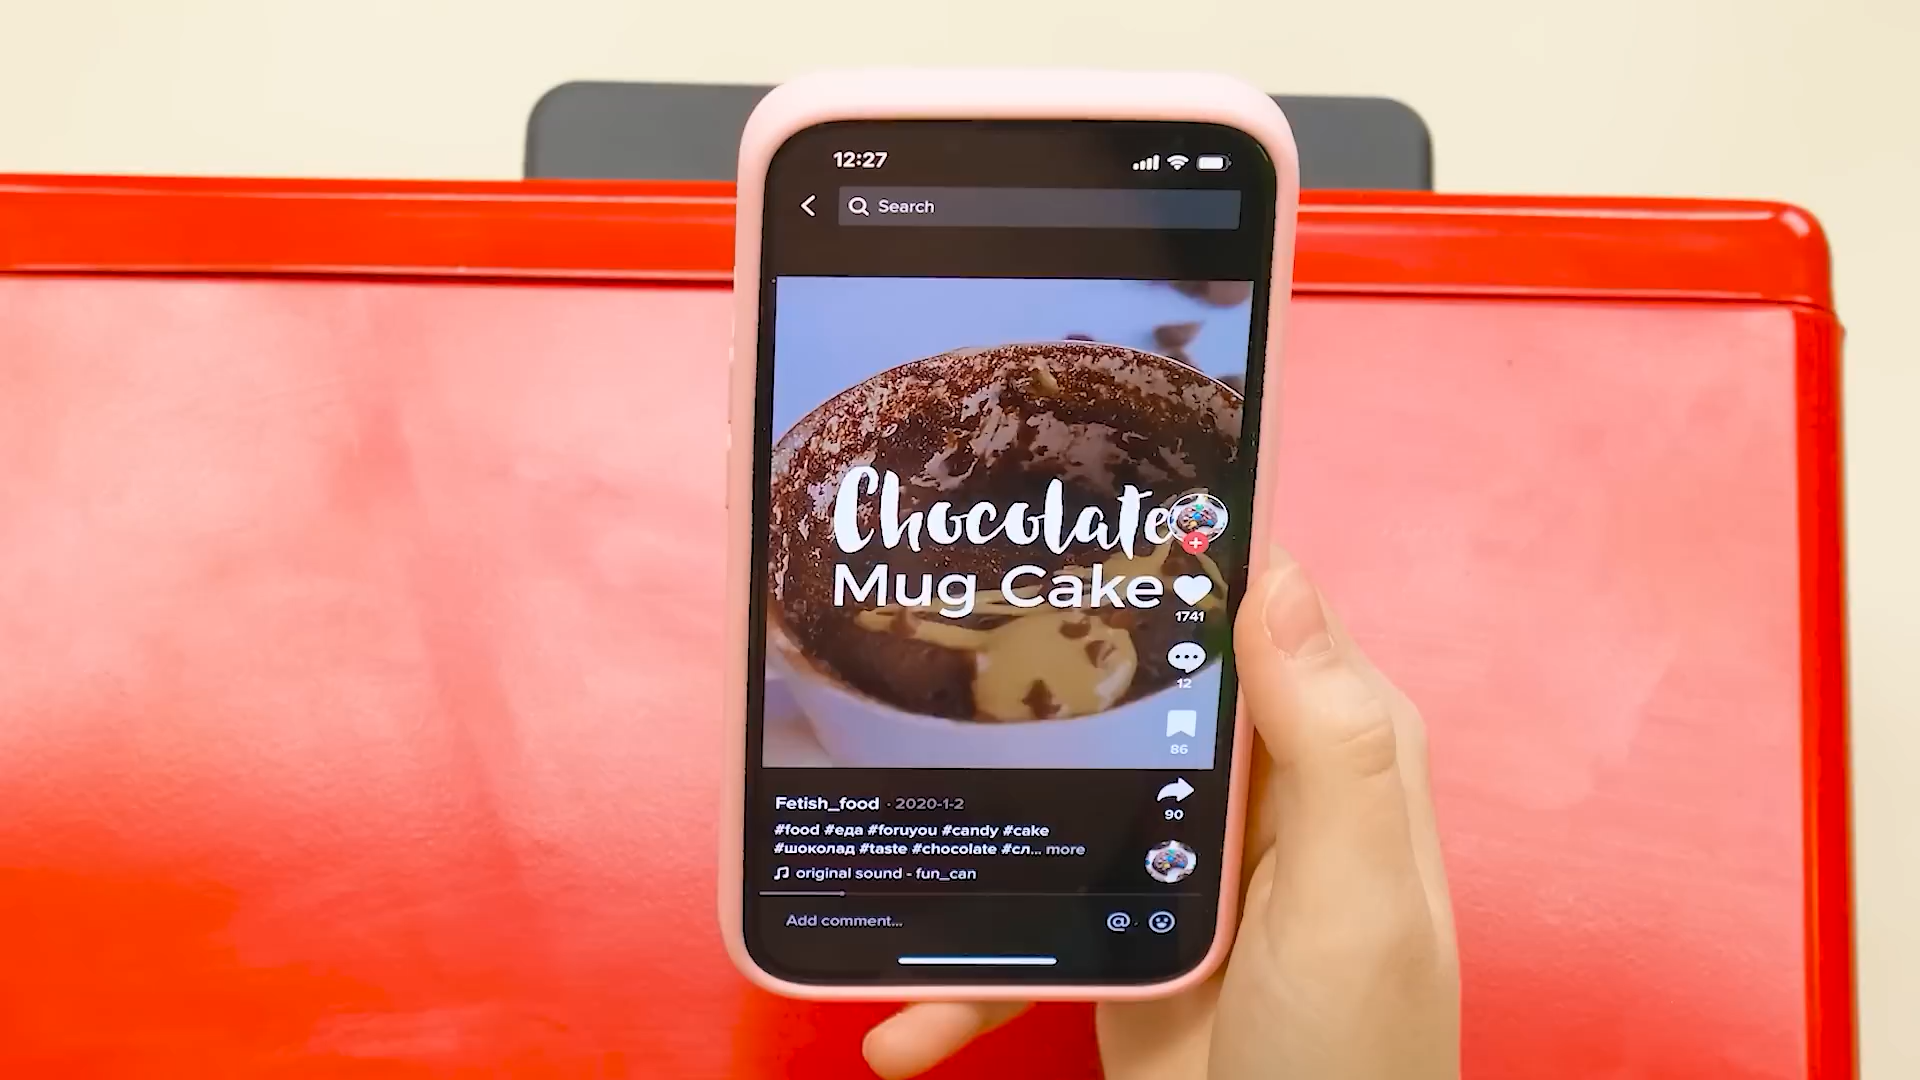 12:27
Search
Chocolate
Mug Cake
1741
12
86
90
Fetish_food · 2020-1-2
#food #еда #foruyou #candy #cake
#шоколад #taste #chocolate #сл... more
original sound - fun_can
Add comment...